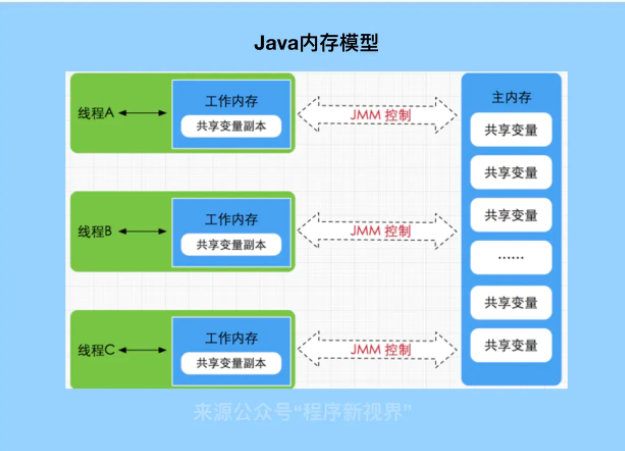 Java内存模型
线程A
工作内存
共享变量副本
JMM 控制
线程B
工作内存
共享变量副本
JMM 控制
线程C
工作内存
共享变量副本
JMM 控制
主内存
共享变量
共享变量
共享变量
······
共享变量
共享变量
来源公众号“程序新视界”